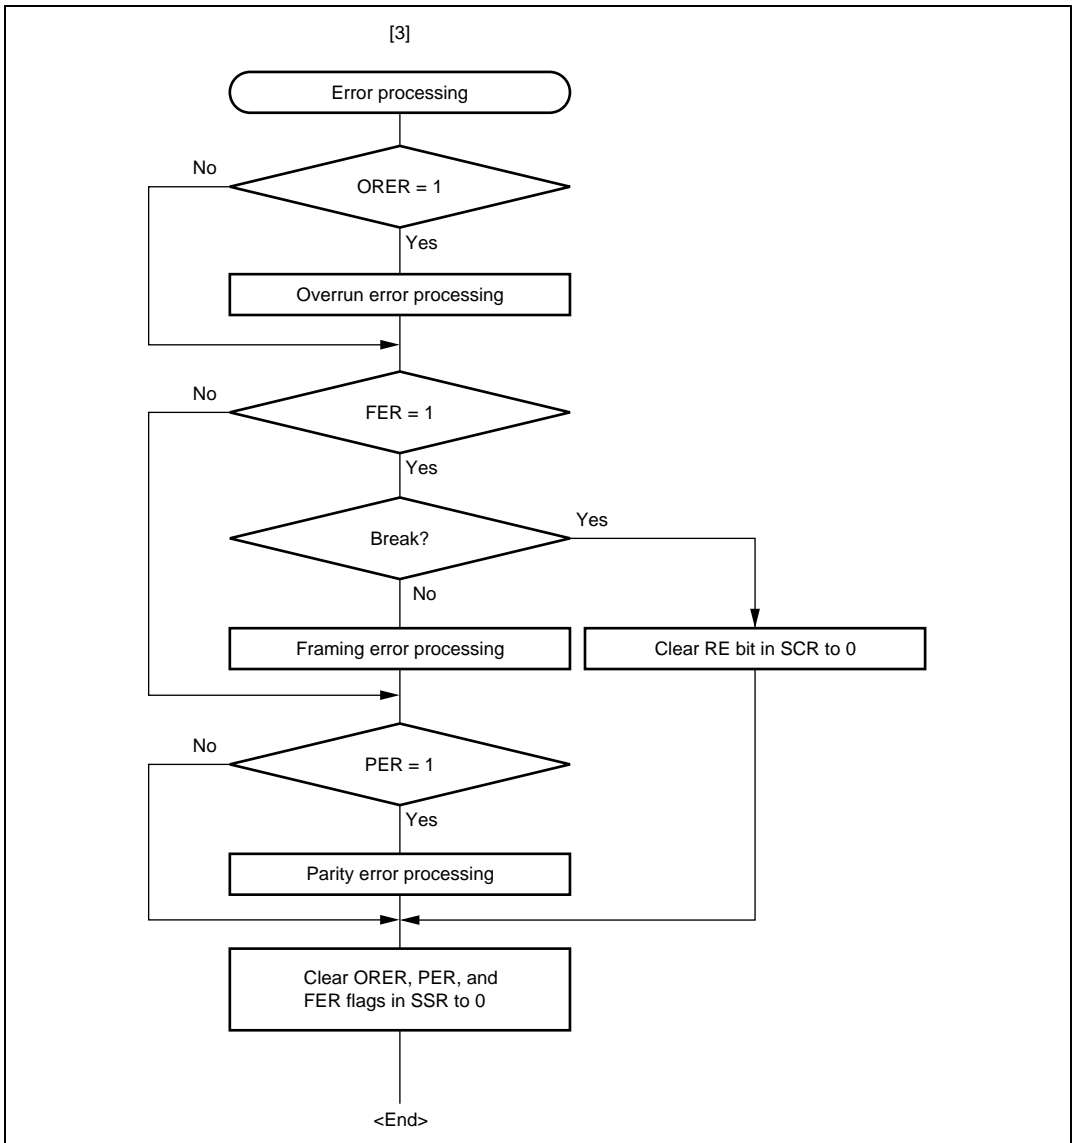 [3]
Error processing
No
ORER = 1
Yes
Overrun error processing
No
FER = 1
Yes
Break?
Yes
No
Framing error processing
Clear RE bit in SCR to 0
No
PER = 1
Yes
Parity error processing
Clear ORER, PER, and
FER flags in SSR to 0
<End>